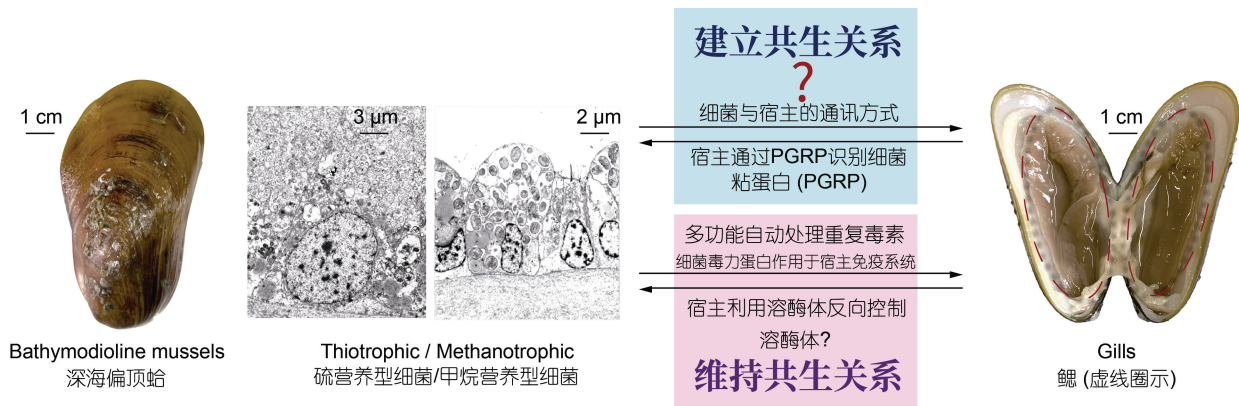 1 cm
Bathymodioline mussels
深海偏顶蛤
3 μm
2 μm
Thiotrophic / Methanotrophic
硫营养型细菌/甲烷营养型细菌
建立共生关系
?
细菌与宿主的通讯方式
宿主通过PGRP识别细菌
粘蛋白 (PGRP)
多功能自动处理重复毒素
细菌毒力蛋白作用于宿主免疫系统
宿主利用溶酶体反向控制
溶酶体?
维持共生关系
1 cm
Gills
鳃 (虚线圈示)